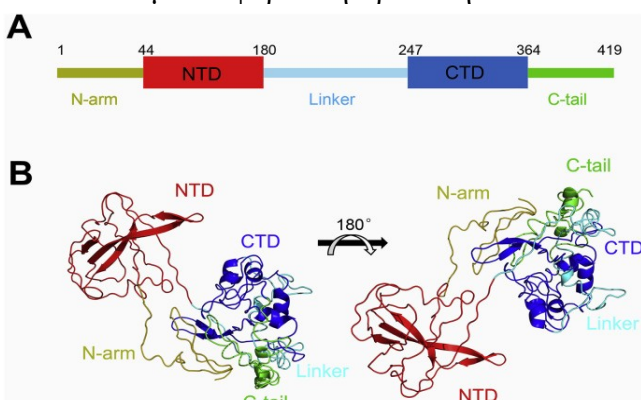 A
1 44 180 247 364 419
NTD CTD
N-arm Linker C-tail
B
NTD
CTD
N-arm
Linker
C-tail
180°
C-tail
N-arm
CTD
Linker
NTD